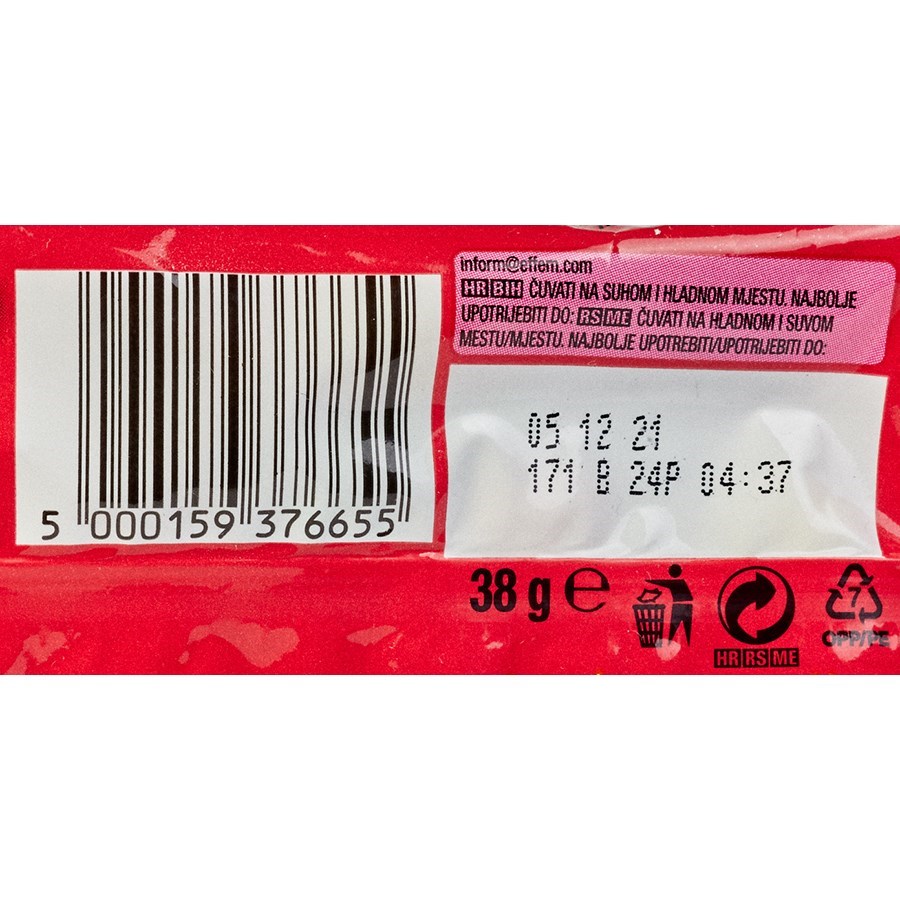 inform@effem.com
HR BIH ČUVATI NA SUHOM I HLADNOM MJESTU. NAJBOLJE
UPOTRIJEBITI DO: RS ME ČUVATI NA HLADNOM I SUVOM
MESTU/MJESTU. NAJBOLJE UPOTREBITI/UPOTRIJEBITI DO:
05 12 21
171 B 24P 04:37
5 000159 376655
38 g e
7
OPP/PE
HR RS ME